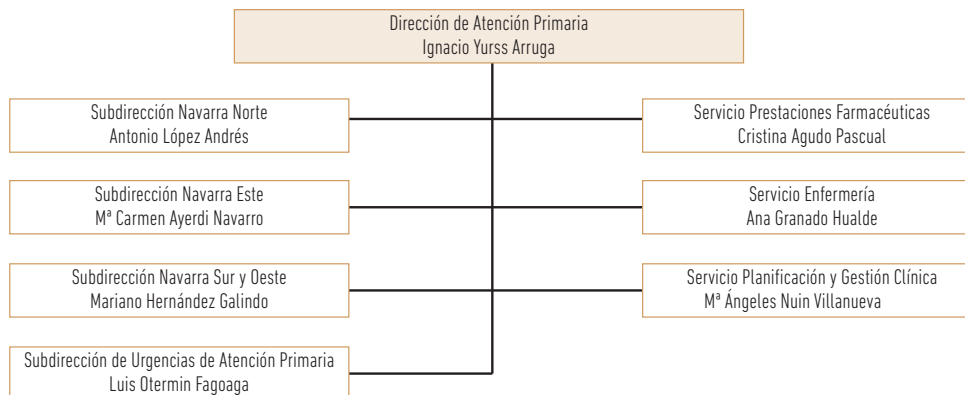 Dirección de Atención Primaria
Ignacio Yurss Arruga
Subdirección Navarra Norte
Antonio López Andrés
Servicio Prestaciones Farmacéuticas
Cristina Agudo Pascual
Subdirección Navarra Este
Mª Carmen Ayerdi Navarro
Servicio Enfermería
Ana Granado Hualde
Subdirección Navarra Sur y Oeste
Mariano Hernández Galindo
Servicio Planificación y Gestión Clínica
Mª Ángeles Nuin Villanueva
Subdirección de Urgencias de Atención Primaria
Luis Otermin Fagoaga